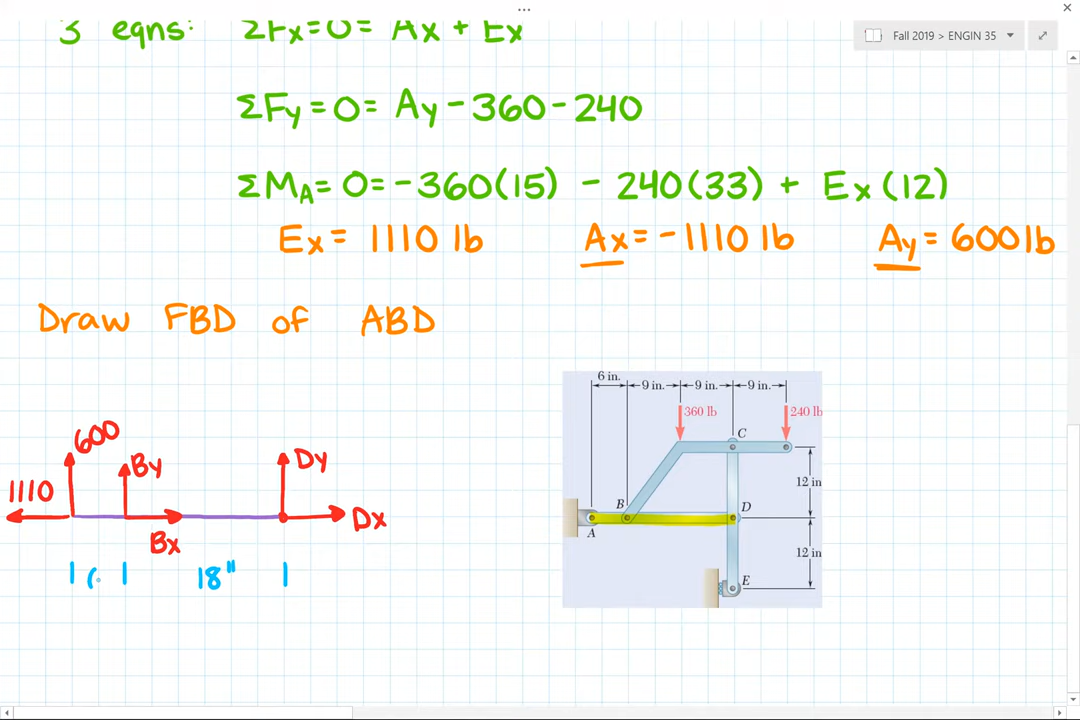 3 eqns: ΣFx=0= Ax + Ex
Fall 2019 > ENGIN 35
ΣFy=0= Ay -360-240
ΣMA= 0= -360(15) - 240(33) + Ex (12)
Ex = 1110 lb Ax= -1110 lb Ay = 600 lb
Draw FBD of ABD
6 in.
9 in. 9 in. 9 in.
360 lb 240 lb
C
12 in
B D
A
12 in
E
600
By Dy
1110
Bx Dx
18"